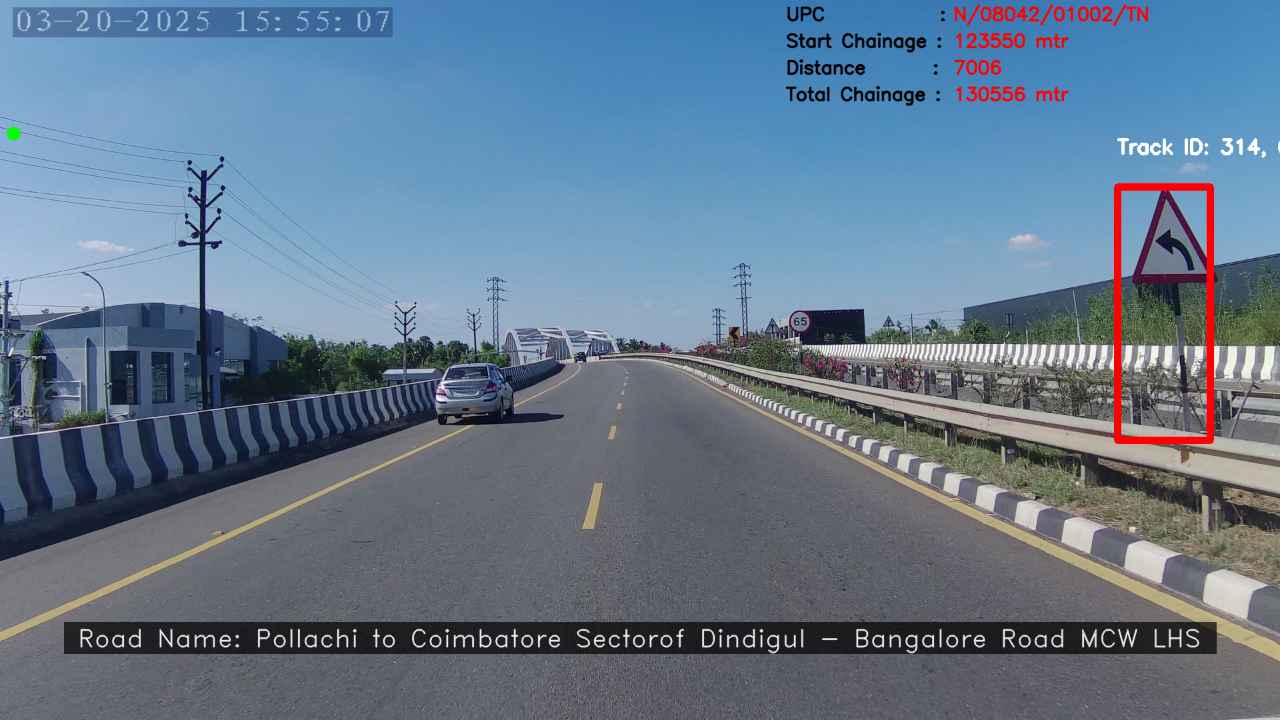 03-20-2025 15:55:07
UPC : N/08042/01002/TN
Start Chainage : 123550 mtr
Distance : 7006
Total Chainage : 130556 mtr
Track ID: 314,
65
Road Name: Pollachi to Coimbatore Sectorof Dindigul - Bangalore Road MCW LHS